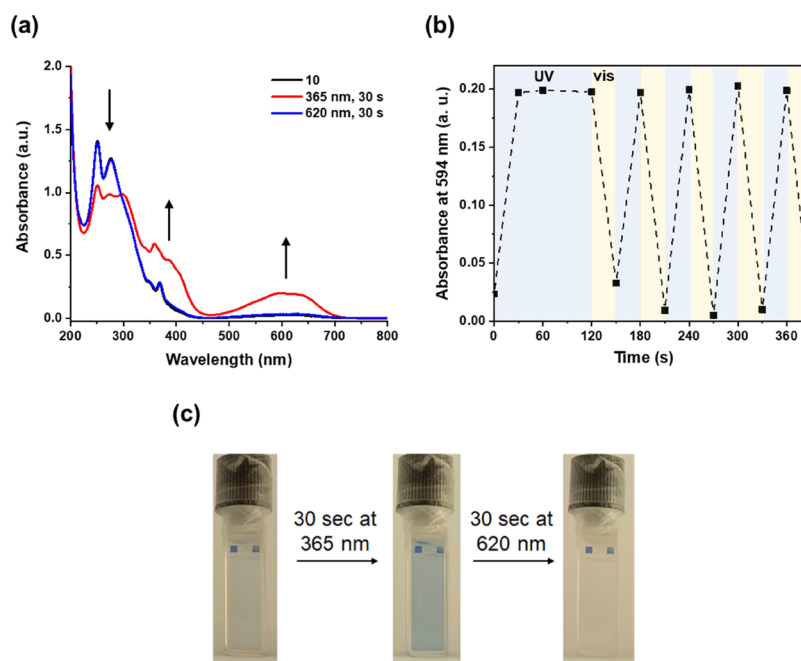 (a)
2.0
1.5
1.0
0.5
0.0
Absorbance (a.u.)
10
365 nm, 30 s
620 nm, 30 s
200 300 400 500 600 700 800
Wavelength (nm)
(b)
UV vis
0.20
0.15
0.10
0.05
0.00
Absorbance at 594 nm (a. u.)
0 60 120 180 240 300 360
Time (s)
(c)
30 sec at
365 nm
30 sec at
620 nm